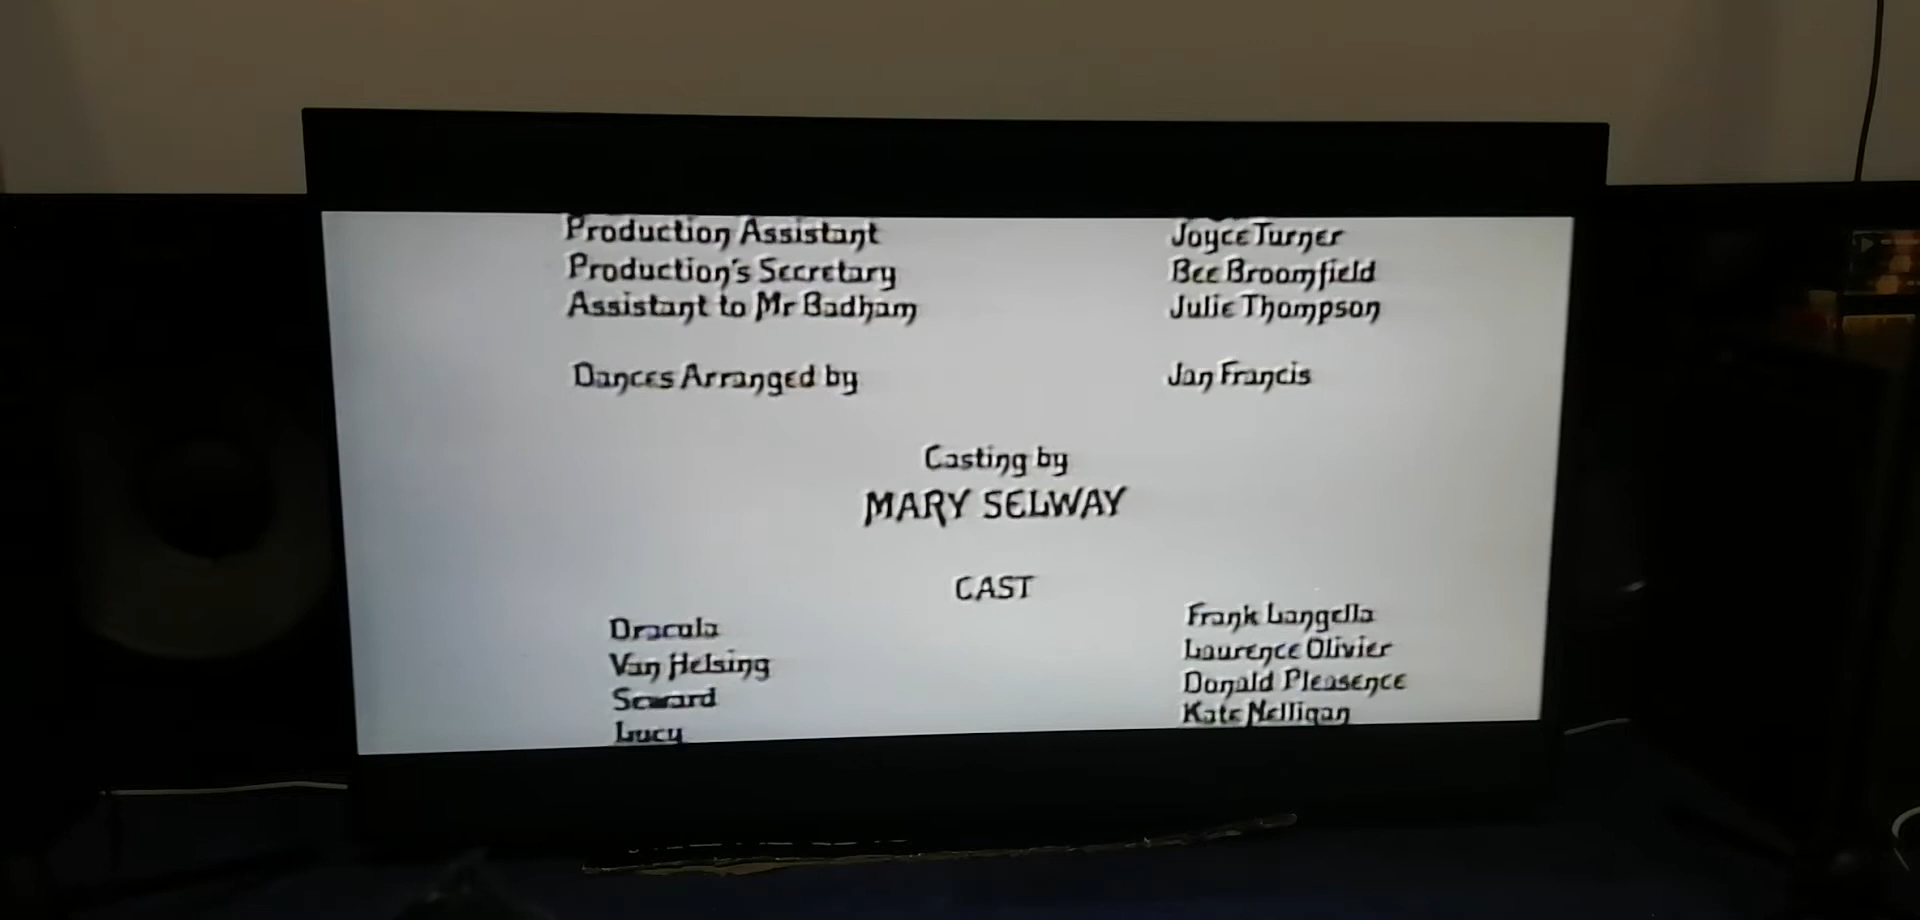 Production Assistant Joyce Turner
Production's Secretary Bee Broomfield
Assistant to Mr Badham Julie Thompson
Dances Arranged by Jan Francis
Casting by
MARY SELWAY
CAST
Dracula Frank Langella
Van Helsing Laurence Olivier
Seward Donald Pleasence
Lucy Kate Nelligan